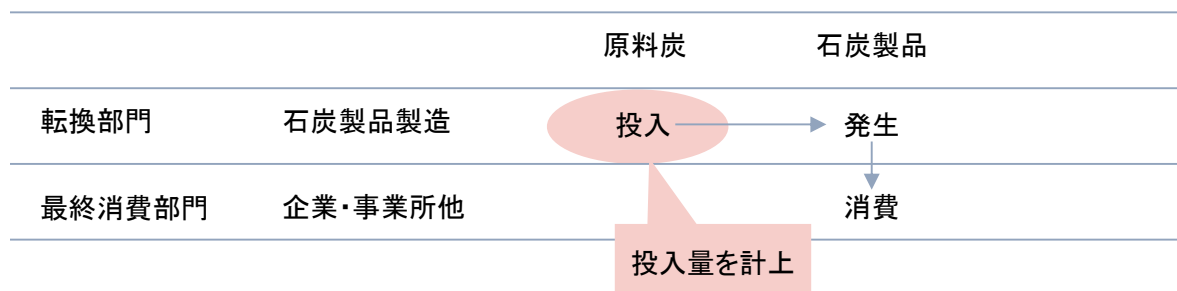 原料炭 石炭製品
転換部門 石炭製品製造 投入 発生
最終消費部門 企業・事業所他 消費
投入量を計上